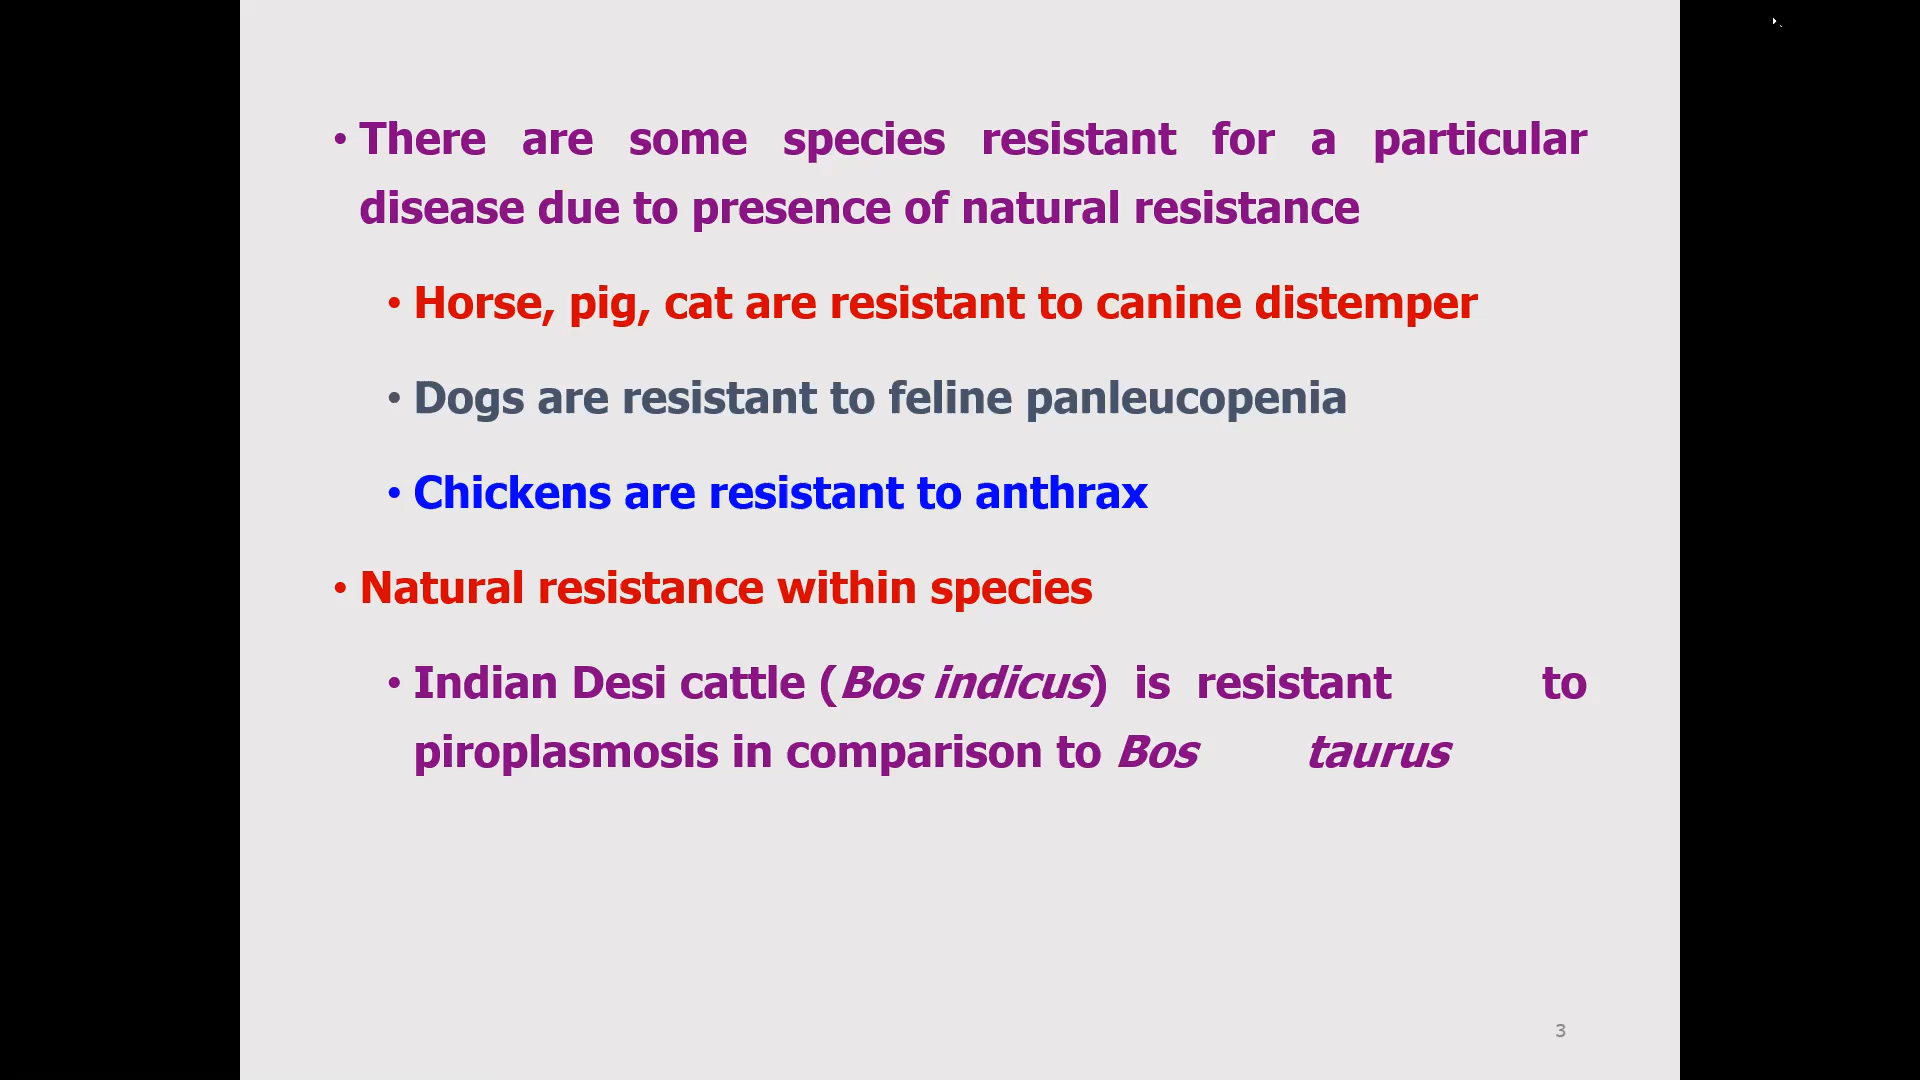 • There are some species resistant for a particular
disease due to presence of natural resistance
• Horse, pig, cat are resistant to canine distemper
• Dogs are resistant to feline panleucopenia
• Chickens are resistant to anthrax
• Natural resistance within species
• Indian Desi cattle (Bos indicus) is resistant to
piroplasmosis in comparison to Bos taurus
3